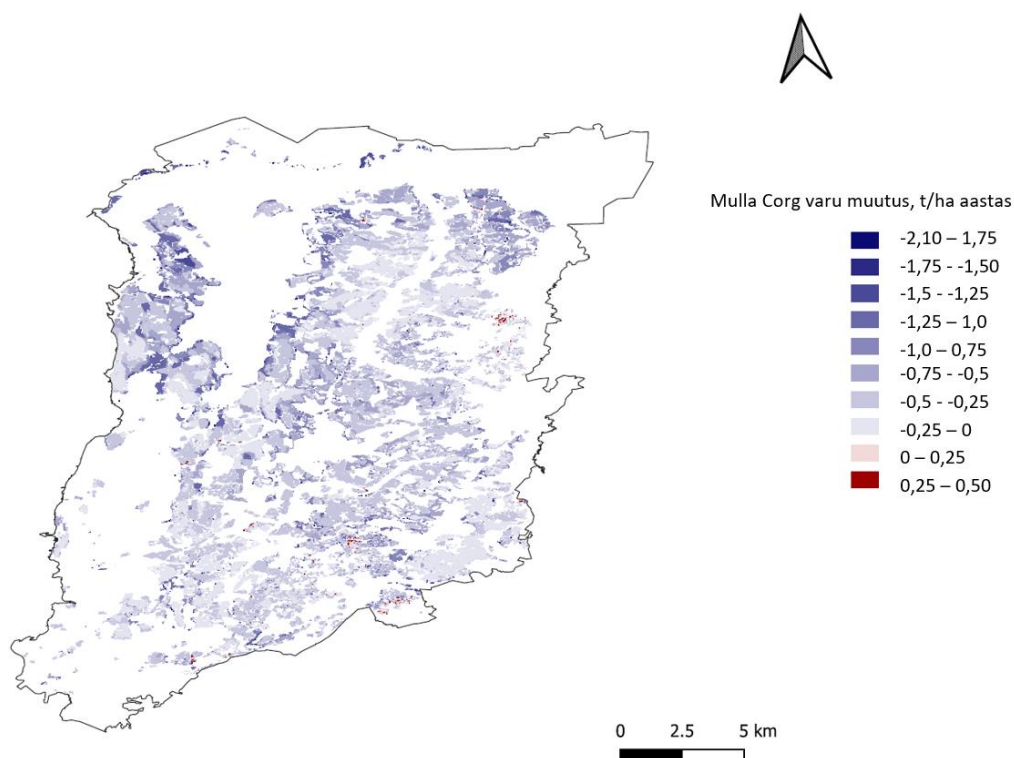 Mulla Corg varu muutus, t/ha aastas
-2,10 – 1,75
-1,75 - -1,50
-1,5 - -1,25
-1,25 – 1,0
-1,0 – 0,75
-0,75 - -0,5
-0,5 - -0,25
-0,25 – 0
0 – 0,25
0,25 – 0,50
0 2.5 5 km